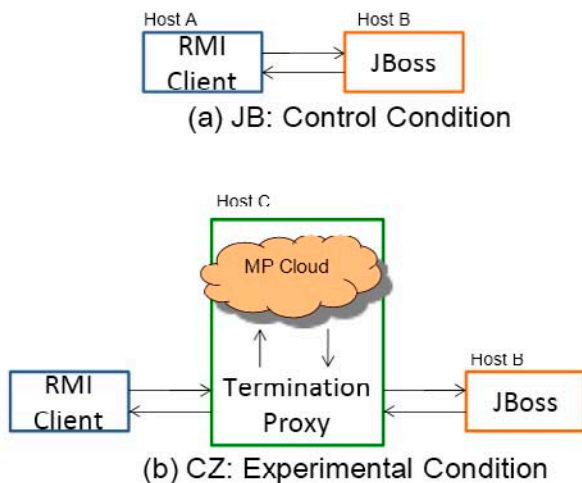 Host A
Host B
RMI
Client
JBoss
(a) JB: Control Condition
Host C
MP Cloud
Host B
RMI
Client
Termination
Proxy
JBoss
(b) CZ: Experimental Condition